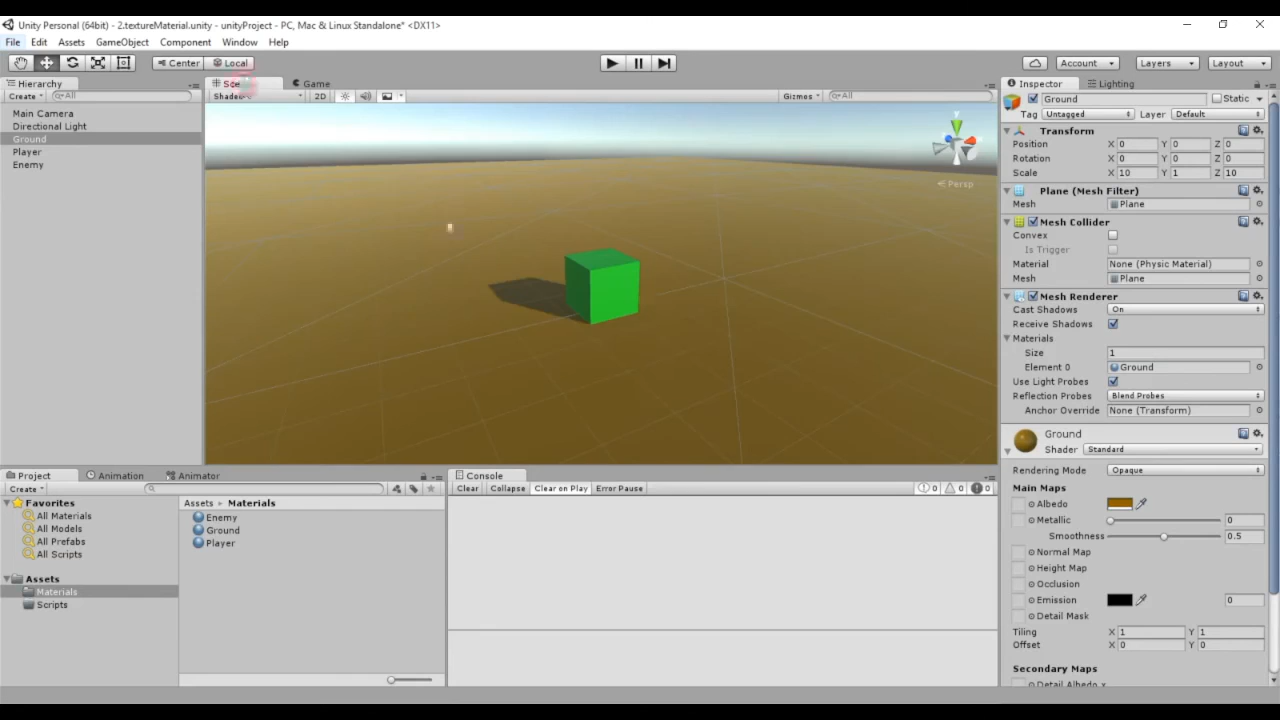 Unity Personal (64bit) - 2.textureMaterial.unity - unityProject - PC, Mac & Linux Standalone* <DX11>
File Edit Assets GameObject Component Window Help
Center Local Account Layers Layout
Hierarchy
Create All
Main Camera
Directional Light
Ground
Player
Enemy
Game
2D Gizmos All
Persp
Inspector Lighting
Ground Static
Tag Untagged Layer Default
Transform
Position X 0 Y 0 Z 0
Rotation X 0 Y 0 Z 0
Scale X 10 Y 1 Z 10
Plane (Mesh Filter)
Mesh Plane
Mesh Collider
Convex
Is Trigger
Material None (Physic Material)
Mesh Plane
Mesh Renderer
Cast Shadows On
Receive Shadows
Materials
Size 1
Element 0 Ground
Use Light Probes
Reflection Probes Blend Probes
Anchor Override None (Transform)
Ground
Shader Standard
Rendering Mode Opaque
Main Maps
Albedo
Metallic 0
Smoothness 0.5
Normal Map
Height Map
Occlusion
Emission 0
Detail Mask
Tiling X 1 Y 1
Offset X 0 Y 0
Secondary Maps
Detail Albedo x
Project Animation Animator
Create
Favorites
All Materials
All Models
All Prefabs
All Scripts
Assets
Materials
Scripts
Assets Materials
Enemy
Ground
Player
Console
Clear Collapse Clear on Play Error Pause 0 0 0